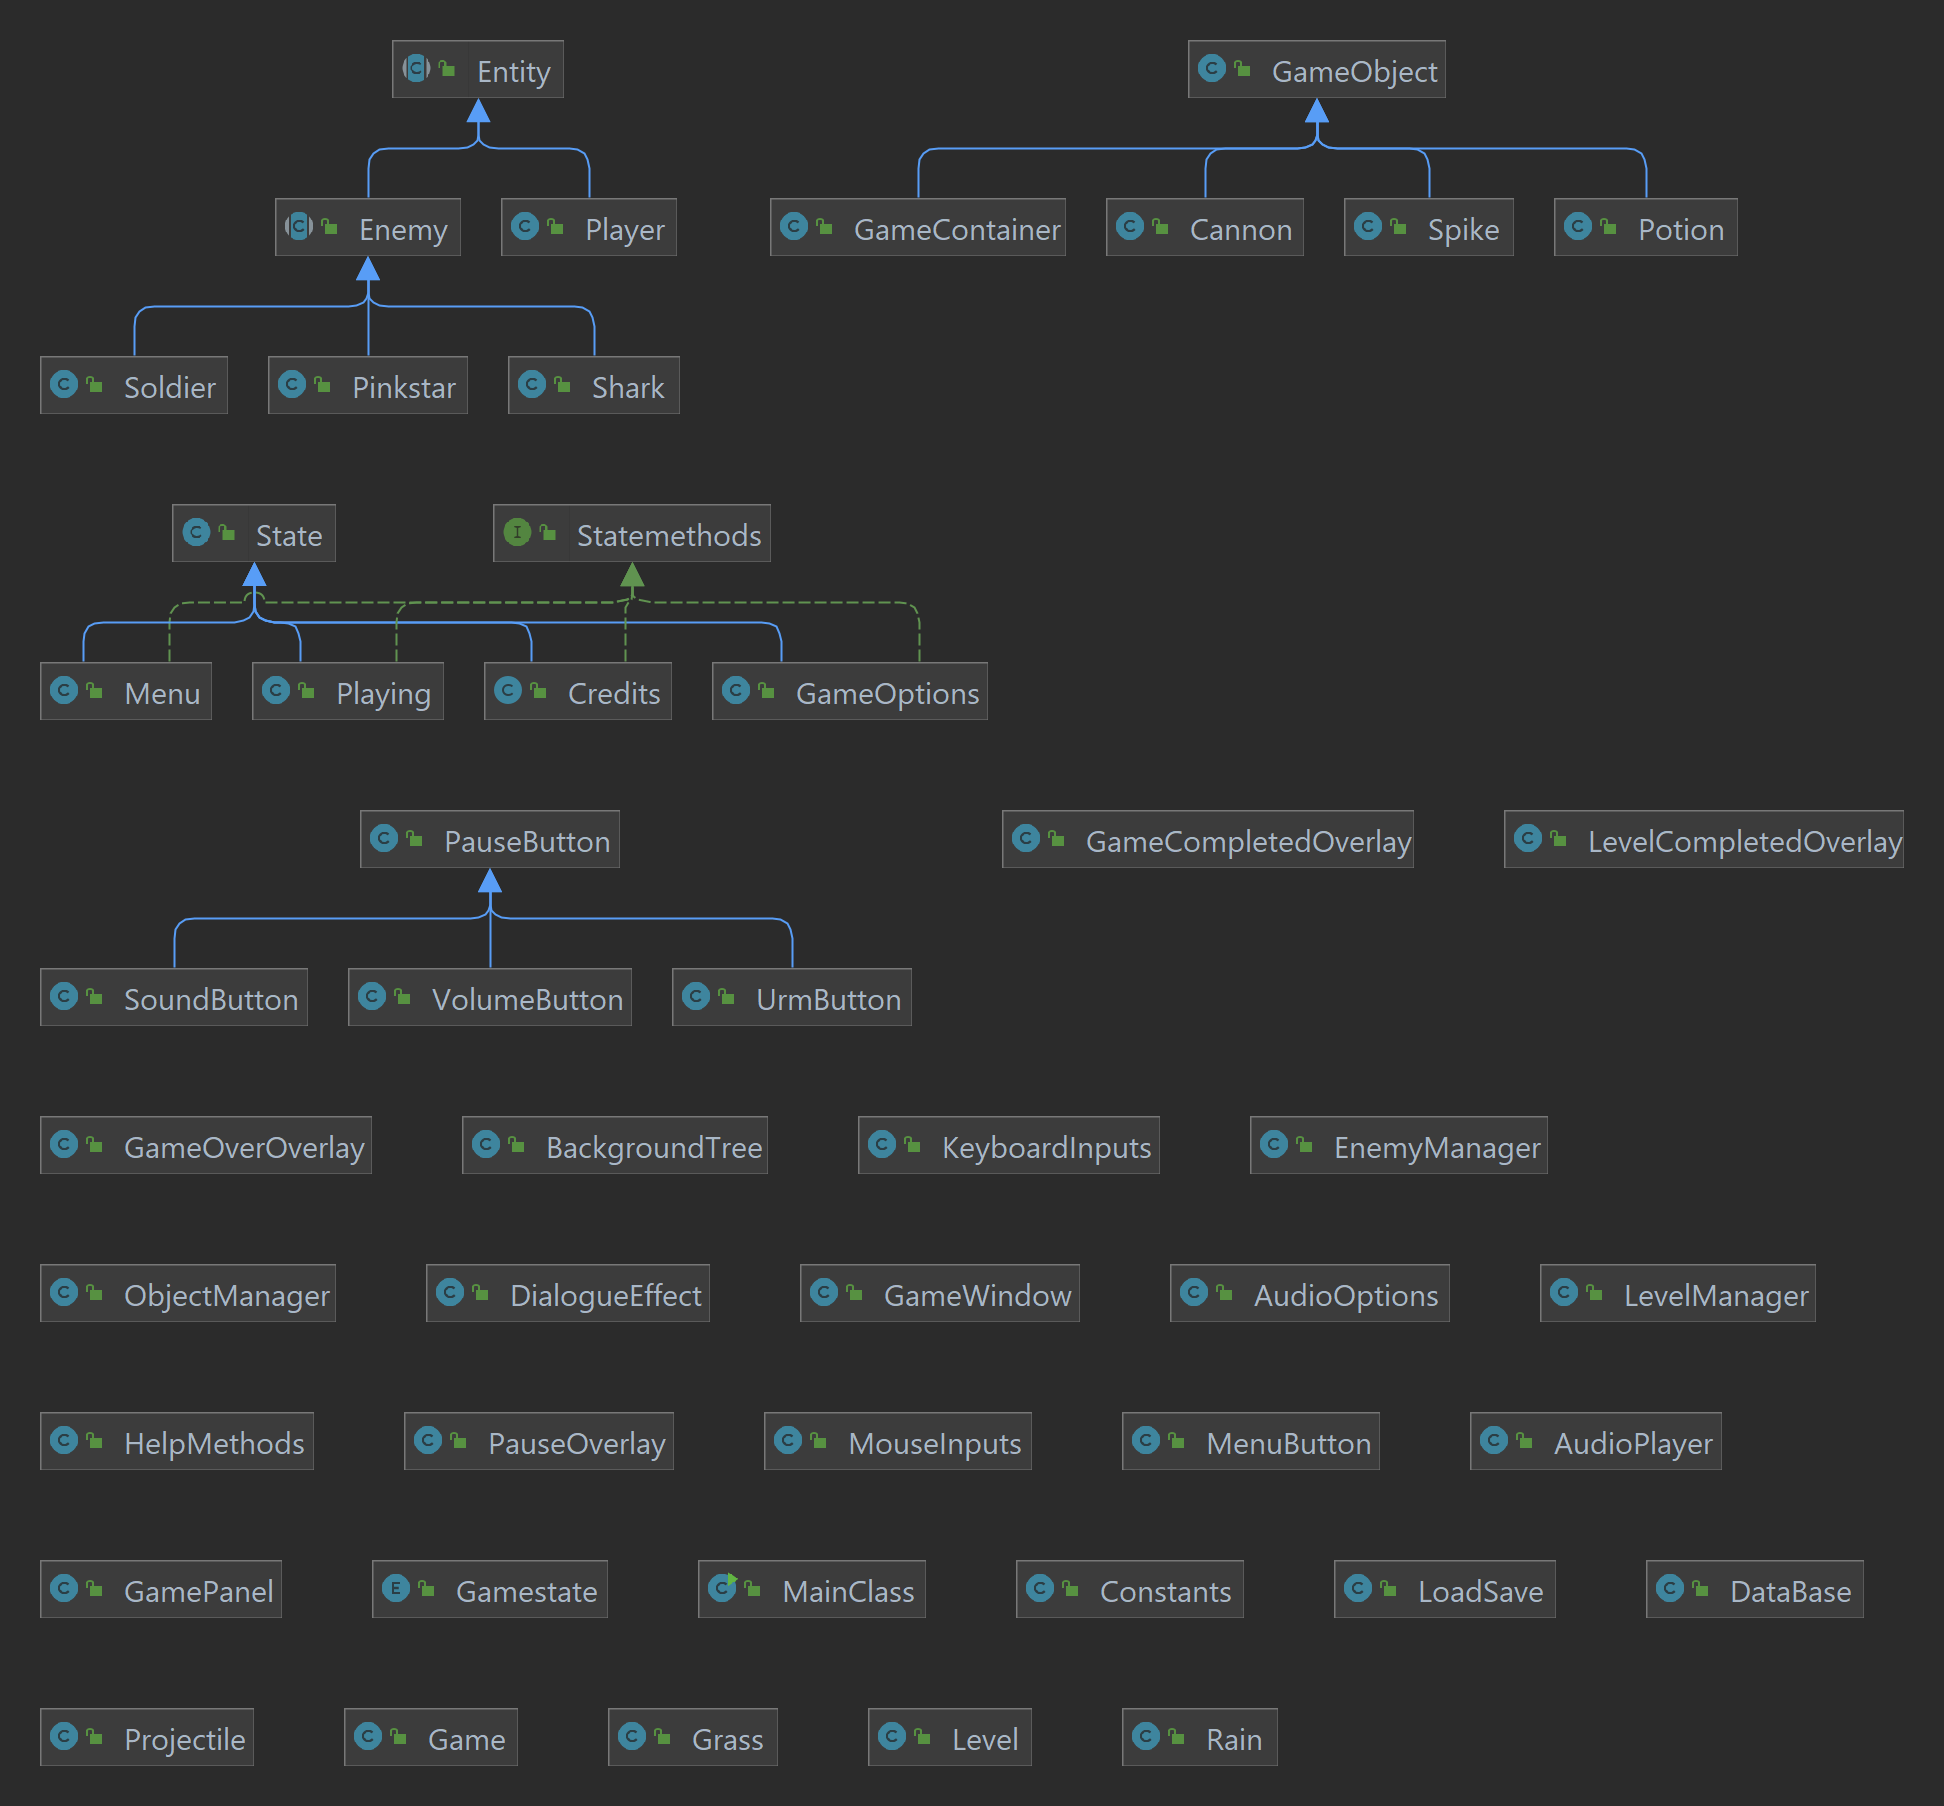 Entity
GameObject
Enemy
Player
GameContainer
Cannon
Spike
Potion
Soldier
Pinkstar
Shark
State
Statemethods
Menu
Playing
Credits
GameOptions
PauseButton
GameCompletedOverlay
LevelCompletedOverlay
SoundButton
VolumeButton
UrmButton
GameOverOverlay
BackgroundTree
KeyboardInputs
EnemyManager
ObjectManager
DialogueEffect
GameWindow
AudioOptions
LevelManager
HelpMethods
PauseOverlay
MouseInputs
MenuButton
AudioPlayer
GamePanel
Gamestate
MainClass
Constants
LoadSave
DataBase
Projectile
Game
Grass
Level
Rain